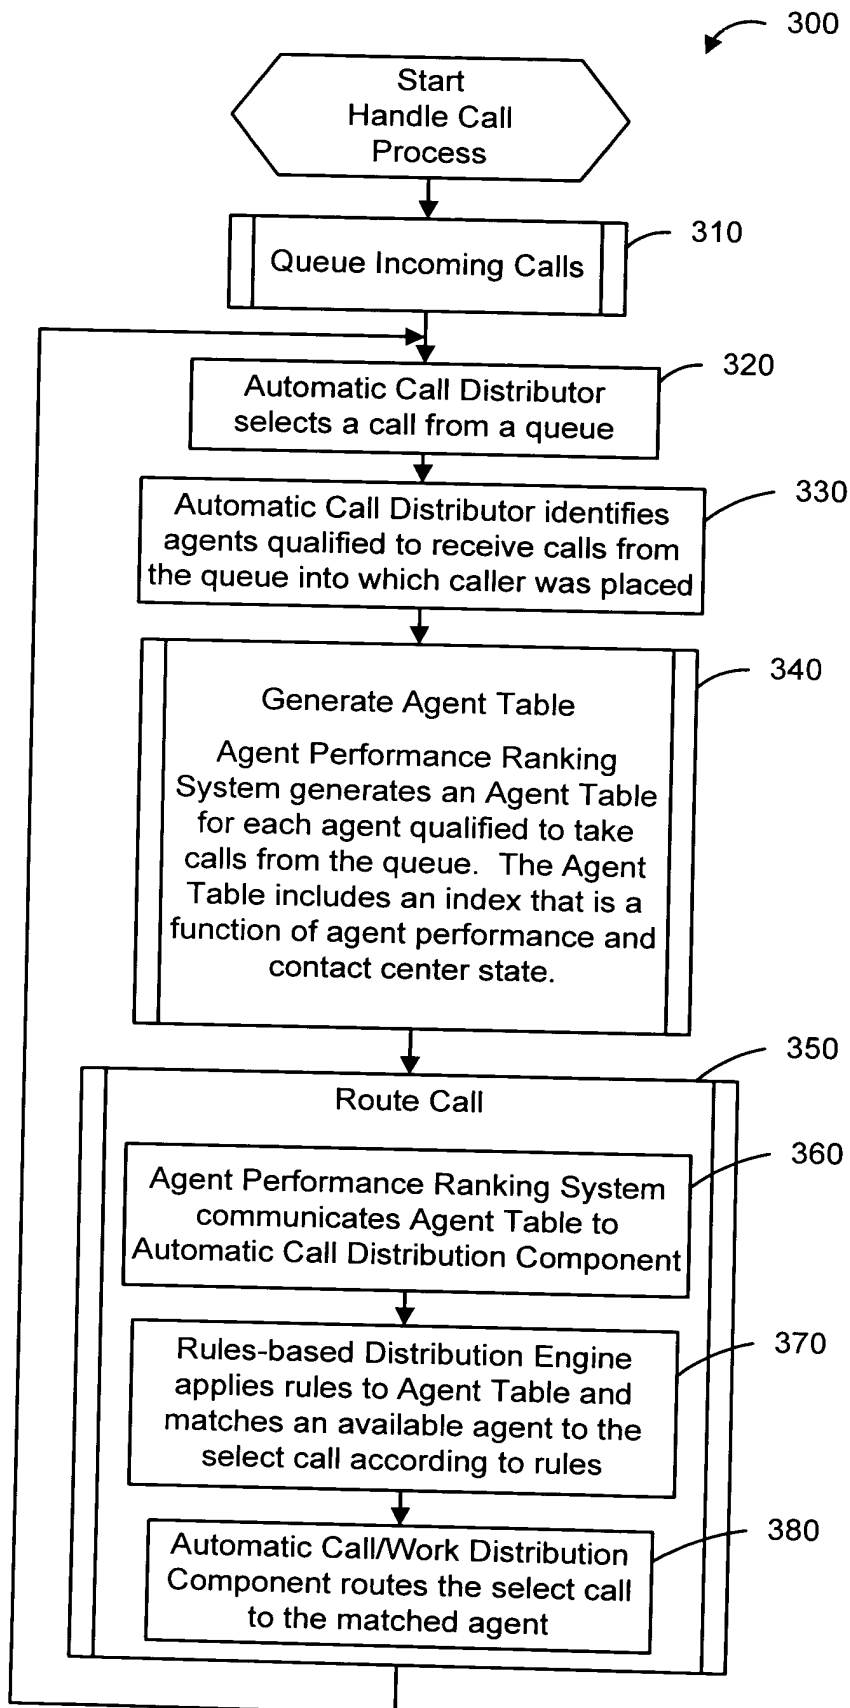 300
Start
Handle Call
Process
310
Queue Incoming Calls
320
Automatic Call Distributor
selects a call from a queue
330
Automatic Call Distributor identifies
agents qualified to receive calls from
the queue into which caller was placed
340
Generate Agent Table
Agent Performance Ranking
System generates an Agent Table
for each agent qualified to take
calls from the queue. The Agent
Table includes an index that is a
function of agent performance and
contact center state.
350
Route Call
360
Agent Performance Ranking System
communicates Agent Table to
Automatic Call Distribution Component
370
Rules-based Distribution Engine
applies rules to Agent Table and
matches an available agent to the
select call according to rules
380
Automatic Call/Work Distribution
Component routes the select call
to the matched agent